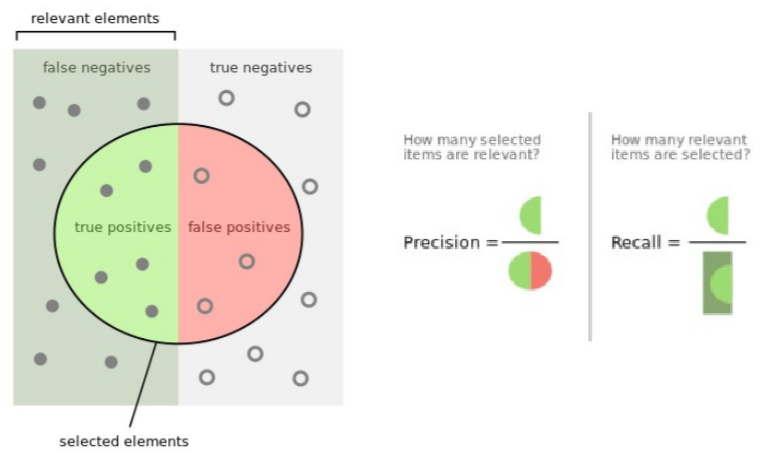 relevant elements
false negatives
true negatives
true positives
false positives
selected elements
How many selected
items are relevant?
Precision =
How many relevant
items are selected?
Recall =